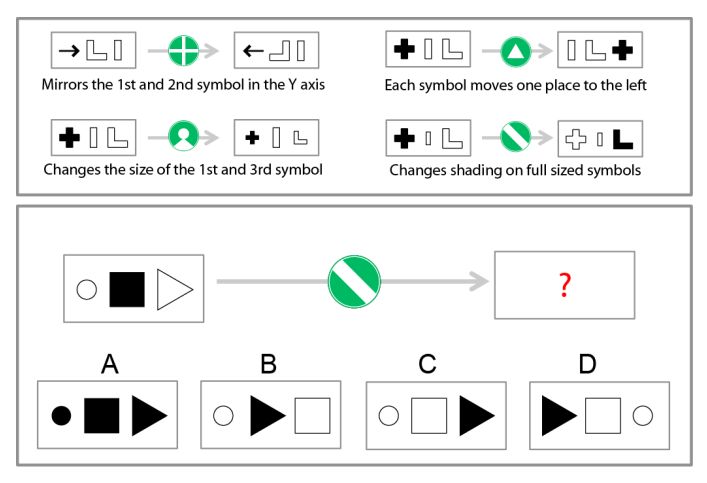 Mirrors the 1st and 2nd symbol in the Y axis
Each symbol moves one place to the left
Changes the size of the 1st and 3rd symbol
Changes shading on full sized symbols
?
A B C D